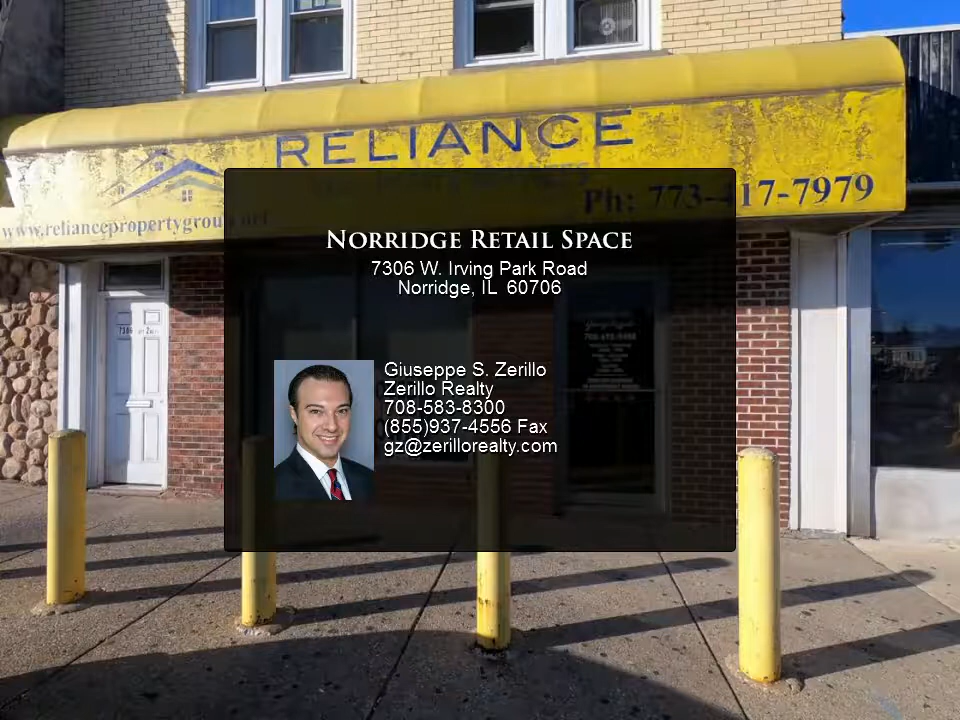 RELIANCE
Ph: 773-417-7979
www.reliancepropertygroup.net
NORRIDGE RETAIL SPACE
7306 W. Irving Park Road
Norridge, IL 60706
Giuseppe S. Zerillo
Zerillo Realty
708-583-8300
(855)937-4556 Fax
gz@zerillorealty.com